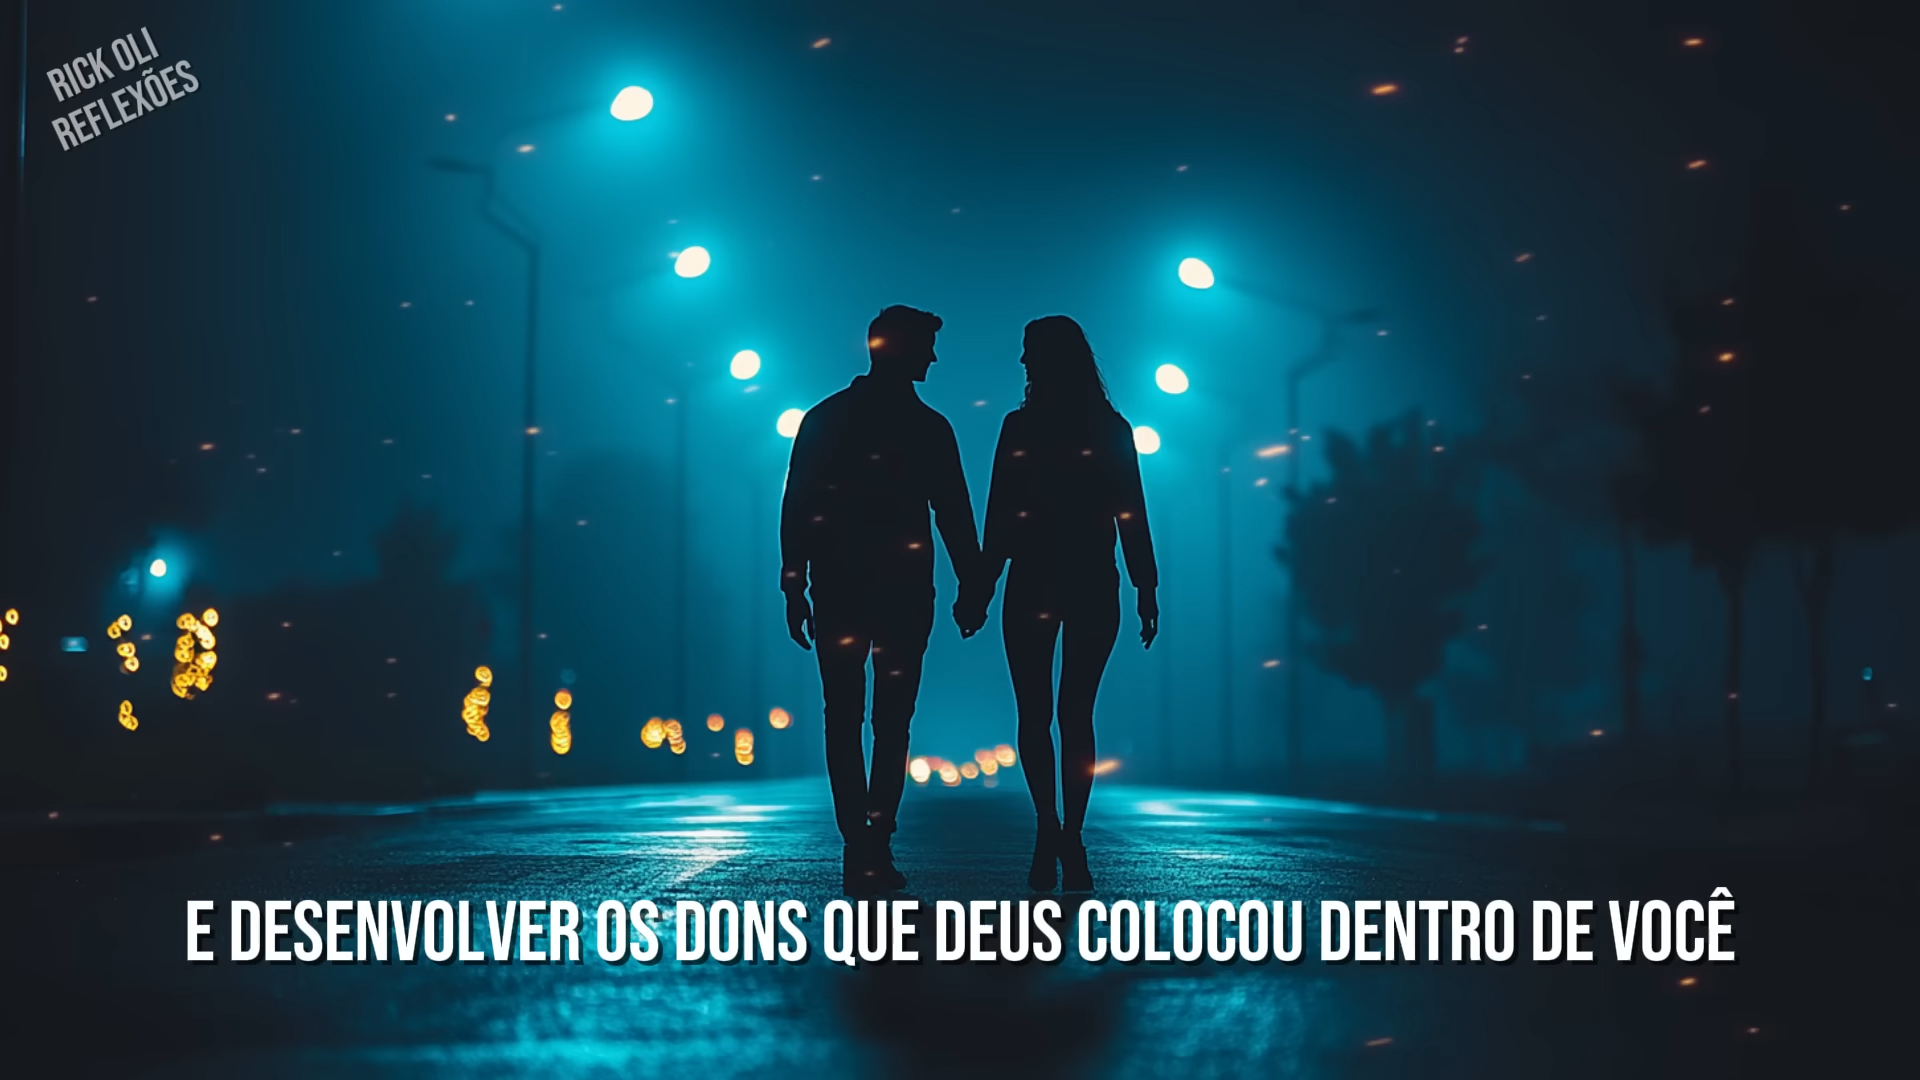 RICK OLI
REFLEXÕES
E DESENVOLVER OS DONS QUE DEUS COLOCOU DENTRO DE VOCÊ